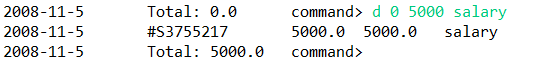 2008-11-5 Total: 0.0 command> d 0 5000 salary
2008-11-5 #S3755217 5000.0 5000.0 salary
2008-11-5 Total: 5000.0 command>